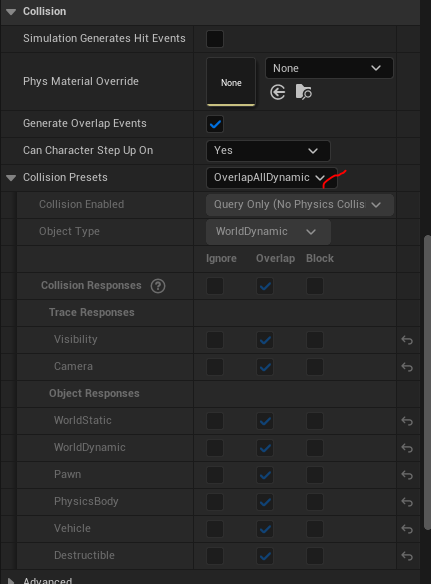 Collision
Simulation Generates Hit Events
Phys Material Override
None
None
Generate Overlap Events
Can Character Step Up On
Yes
Collision Presets
OverlapAllDynamic
Collision Enabled
Query Only (No Physics Collis
Object Type
WorldDynamic
Ignore Overlap Block
Collision Responses ?
Trace Responses
Visibility
Camera
Object Responses
WorldStatic
WorldDynamic
Pawn
PhysicsBody
Vehicle
Destructible
Advanced